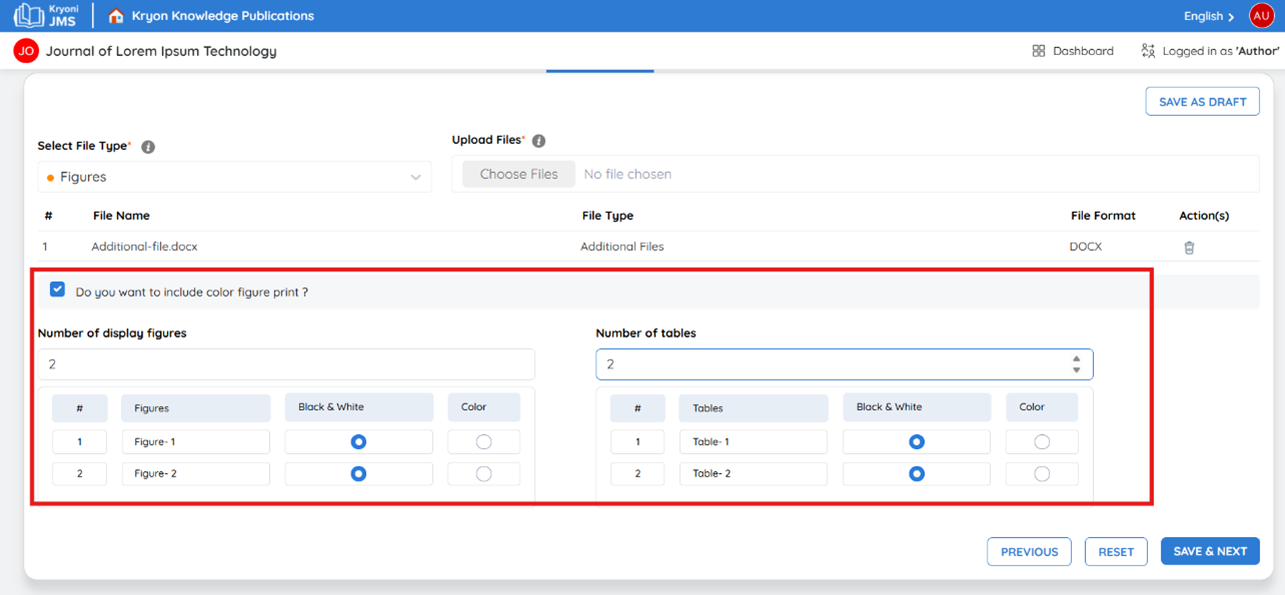 Kryoni
JMS
Kryon Knowledge Publications
English
AU
JO
Journal of Lorem Ipsum Technology
Dashboard
Logged in as 'Author'
SAVE AS DRAFT
Select File Type*
Upload Files*
Figures
Choose Files No file chosen
# File Name File Type File Format Action(s)
1 Additional-file.docx Additional Files DOCX
Do you want to include color figure print ?
Number of display figures
2
# Figures Black & White Color
1 Figure- 1
2 Figure- 2
Number of tables
2
# Tables Black & White Color
1 Table- 1
2 Table- 2
PREVIOUS
RESET
SAVE & NEXT